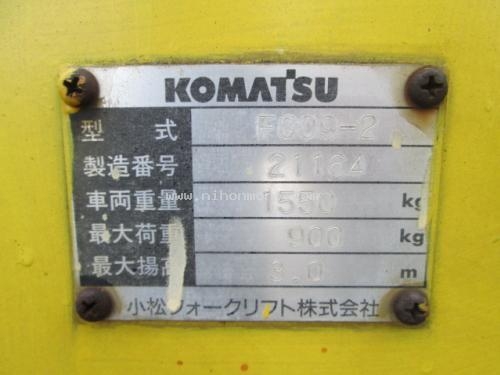 KOMATSU
型 式 FG09-2
製造番号 21164
車両重量 1550 kg
最大荷重 900 kg
最大揚高 3.0 m
小松フォークリフト株式会社